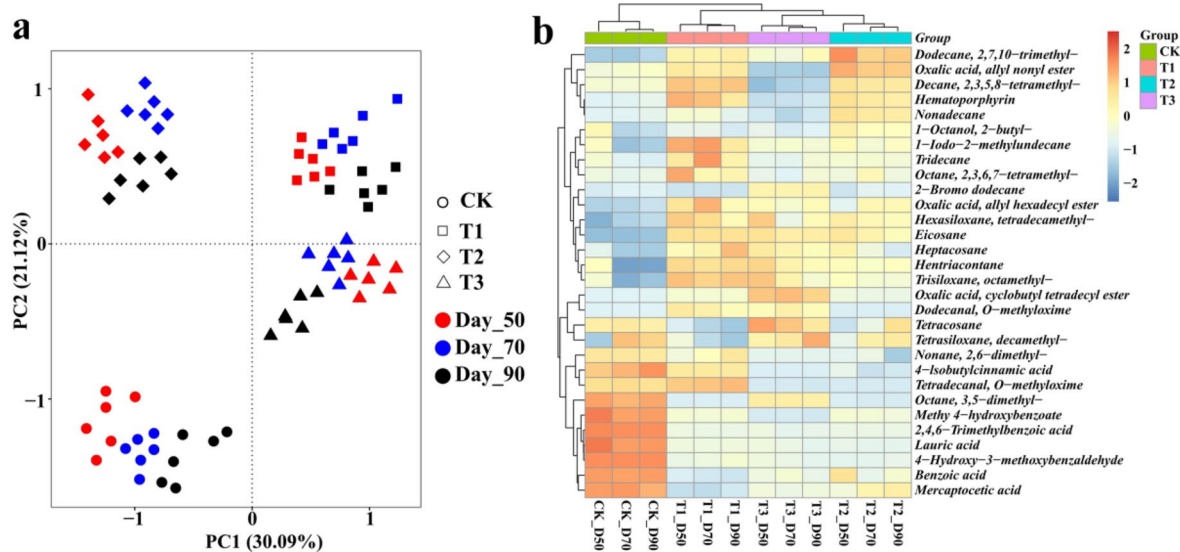 a
PC2 (21.12%)
1
0
−1
−1
0
1
PC1 (30.09%)
CK
T1
T2
T3
Day_50
Day_70
Day_90
b
Group
Dodecane, 2,7,10−trimethyl−
Oxalic acid, allyl nonyl ester
Decane, 2,3,5,8−tetramethyl−
Hematoporphyrin
Nonadecane
1−Octanol, 2−butyl−
1−Iodo−2−methylundecane
Tridecane
Octane, 2,3,6,7−tetramethyl−
2−Bromo dodecane
Oxalic acid, allyl hexadecyl ester
Hexasiloxane, tetradecamethyl−
Eicosane
Heptacosane
Hentriacontane
Trisiloxane, octamethyl−
Oxalic acid, cyclobutyl tetradecyl ester
Dodecanal, O−methyloxime
Tetracosane
Tetrasiloxane, decamethyl−
Nonane, 2,6−dimethyl−
4−Isobutylcinnamic acid
Tetradecanal, O−methyloxime
Octane, 3,5−dimethyl−
Methy 4−hydroxybenzoate
2,4,6−Trimethylbenzoic acid
Lauric acid
4−Hydroxy−3−methoxybenzaldehyde
Benzoic acid
Mercaptocetic acid
CK_D50
CK_D70
CK_D90
T1_D50
T1_D70
T1_D90
T3_D50
T3_D70
T3_D90
T2_D50
T2_D70
T2_D90
2
1
0
−1
−2
Group
CK
T1
T2
T3